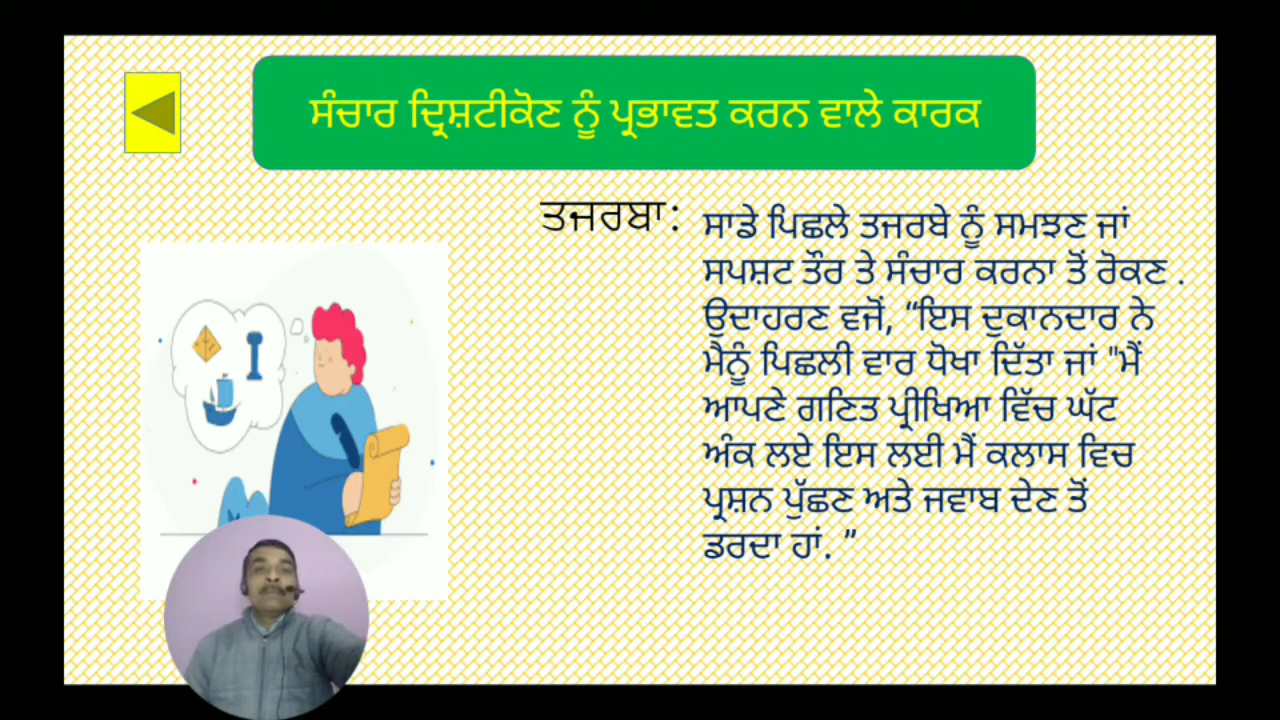 ਸੰਚਾਰ ਦ੍ਰਿਸ਼ਟੀਕੋਣ ਨੂੰ ਪ੍ਰਭਾਵਤ ਕਰਨ ਵਾਲੇ ਕਾਰਕ
ਤਜਰਬਾ:
ਸਾਡੇ ਪਿਛਲੇ ਤਜਰਬੇ ਨੂੰ ਸਮਝਣ ਜਾਂ
ਸਪਸ਼ਟ ਤੌਰ ਤੇ ਸੰਚਾਰ ਕਰਨਾ ਤੋਂ ਰੋਕਣ .
ਉਦਾਹਰਣ ਵਜੋਂ, “ਇਸ ਦੁਕਾਨਦਾਰ ਨੇ
ਮੈਨੂੰ ਪਿਛਲੀ ਵਾਰ ਧੋਖਾ ਦਿੱਤਾ ਜਾਂ "ਮੈਂ
ਆਪਣੇ ਗਣਿਤ ਪ੍ਰੀਖਿਆ ਵਿੱਚ ਘੱਟ
ਅੰਕ ਲਏ ਇਸ ਲਈ ਮੈਂ ਕਲਾਸ ਵਿਚ
ਪ੍ਰਸ਼ਨ ਪੁੱਛਣ ਅਤੇ ਜਵਾਬ ਦੇਣ ਤੋਂ
ਡਰਦਾ ਹਾਂ. ”